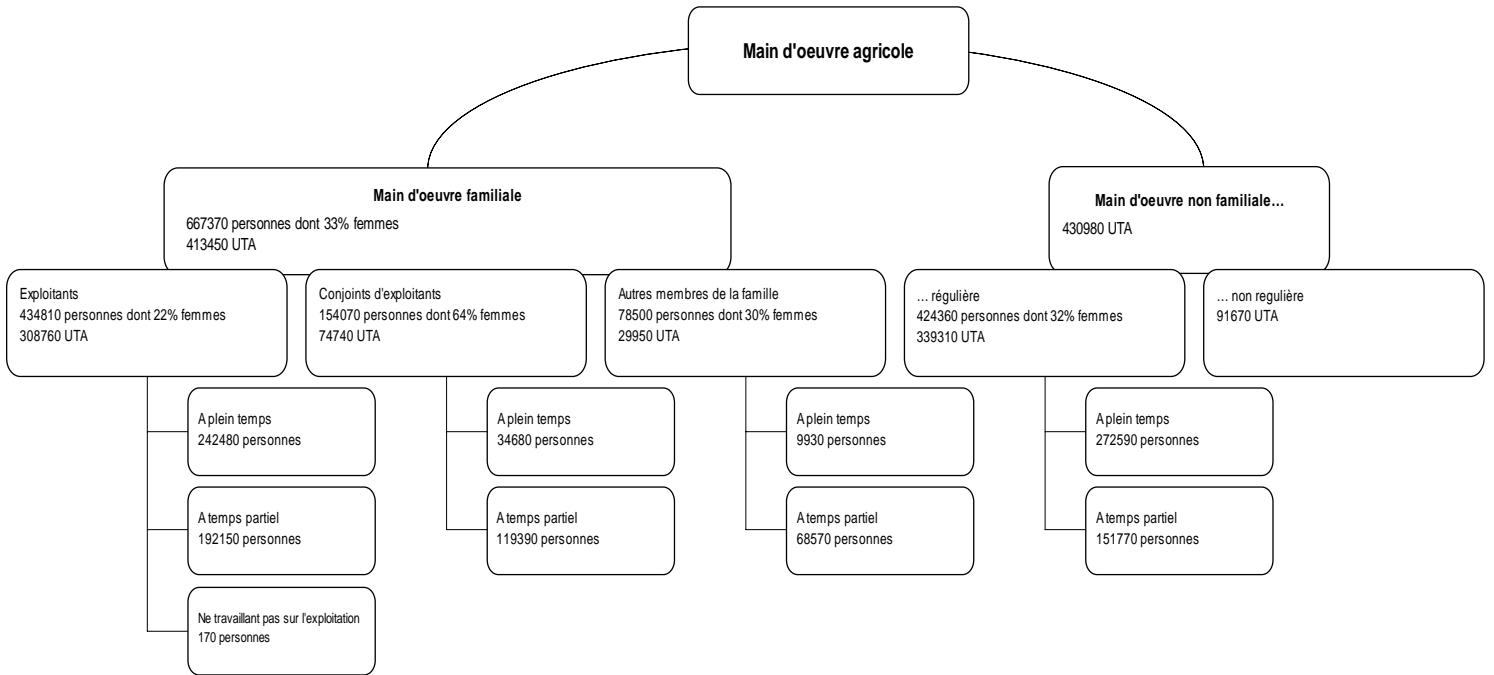 Main d'oeuvre agricole
Main d'oeuvre familiale
667370 personnes dont 33% femmes
413450 UTA
Main d'oeuvre non familiale…
430980 UTA
Exploitants
434810 personnes dont 22% femmes
308760 UTA
Conjoints d'exploitants
154070 personnes dont 64% femmes
74740 UTA
Autres membres de la famille
78500 personnes dont 30% femmes
29950 UTA
… régulière
424360 personnes dont 32% femmes
339310 UTA
… non regulière
91670 UTA
A plein temps
242480 personnes
A plein temps
34680 personnes
A plein temps
9930 personnes
A plein temps
272590 personnes
A temps partiel
192150 personnes
A temps partiel
119390 personnes
A temps partiel
68570 personnes
A temps partiel
151770 personnes
Ne travaillant pas sur l'exploitation
170 personnes